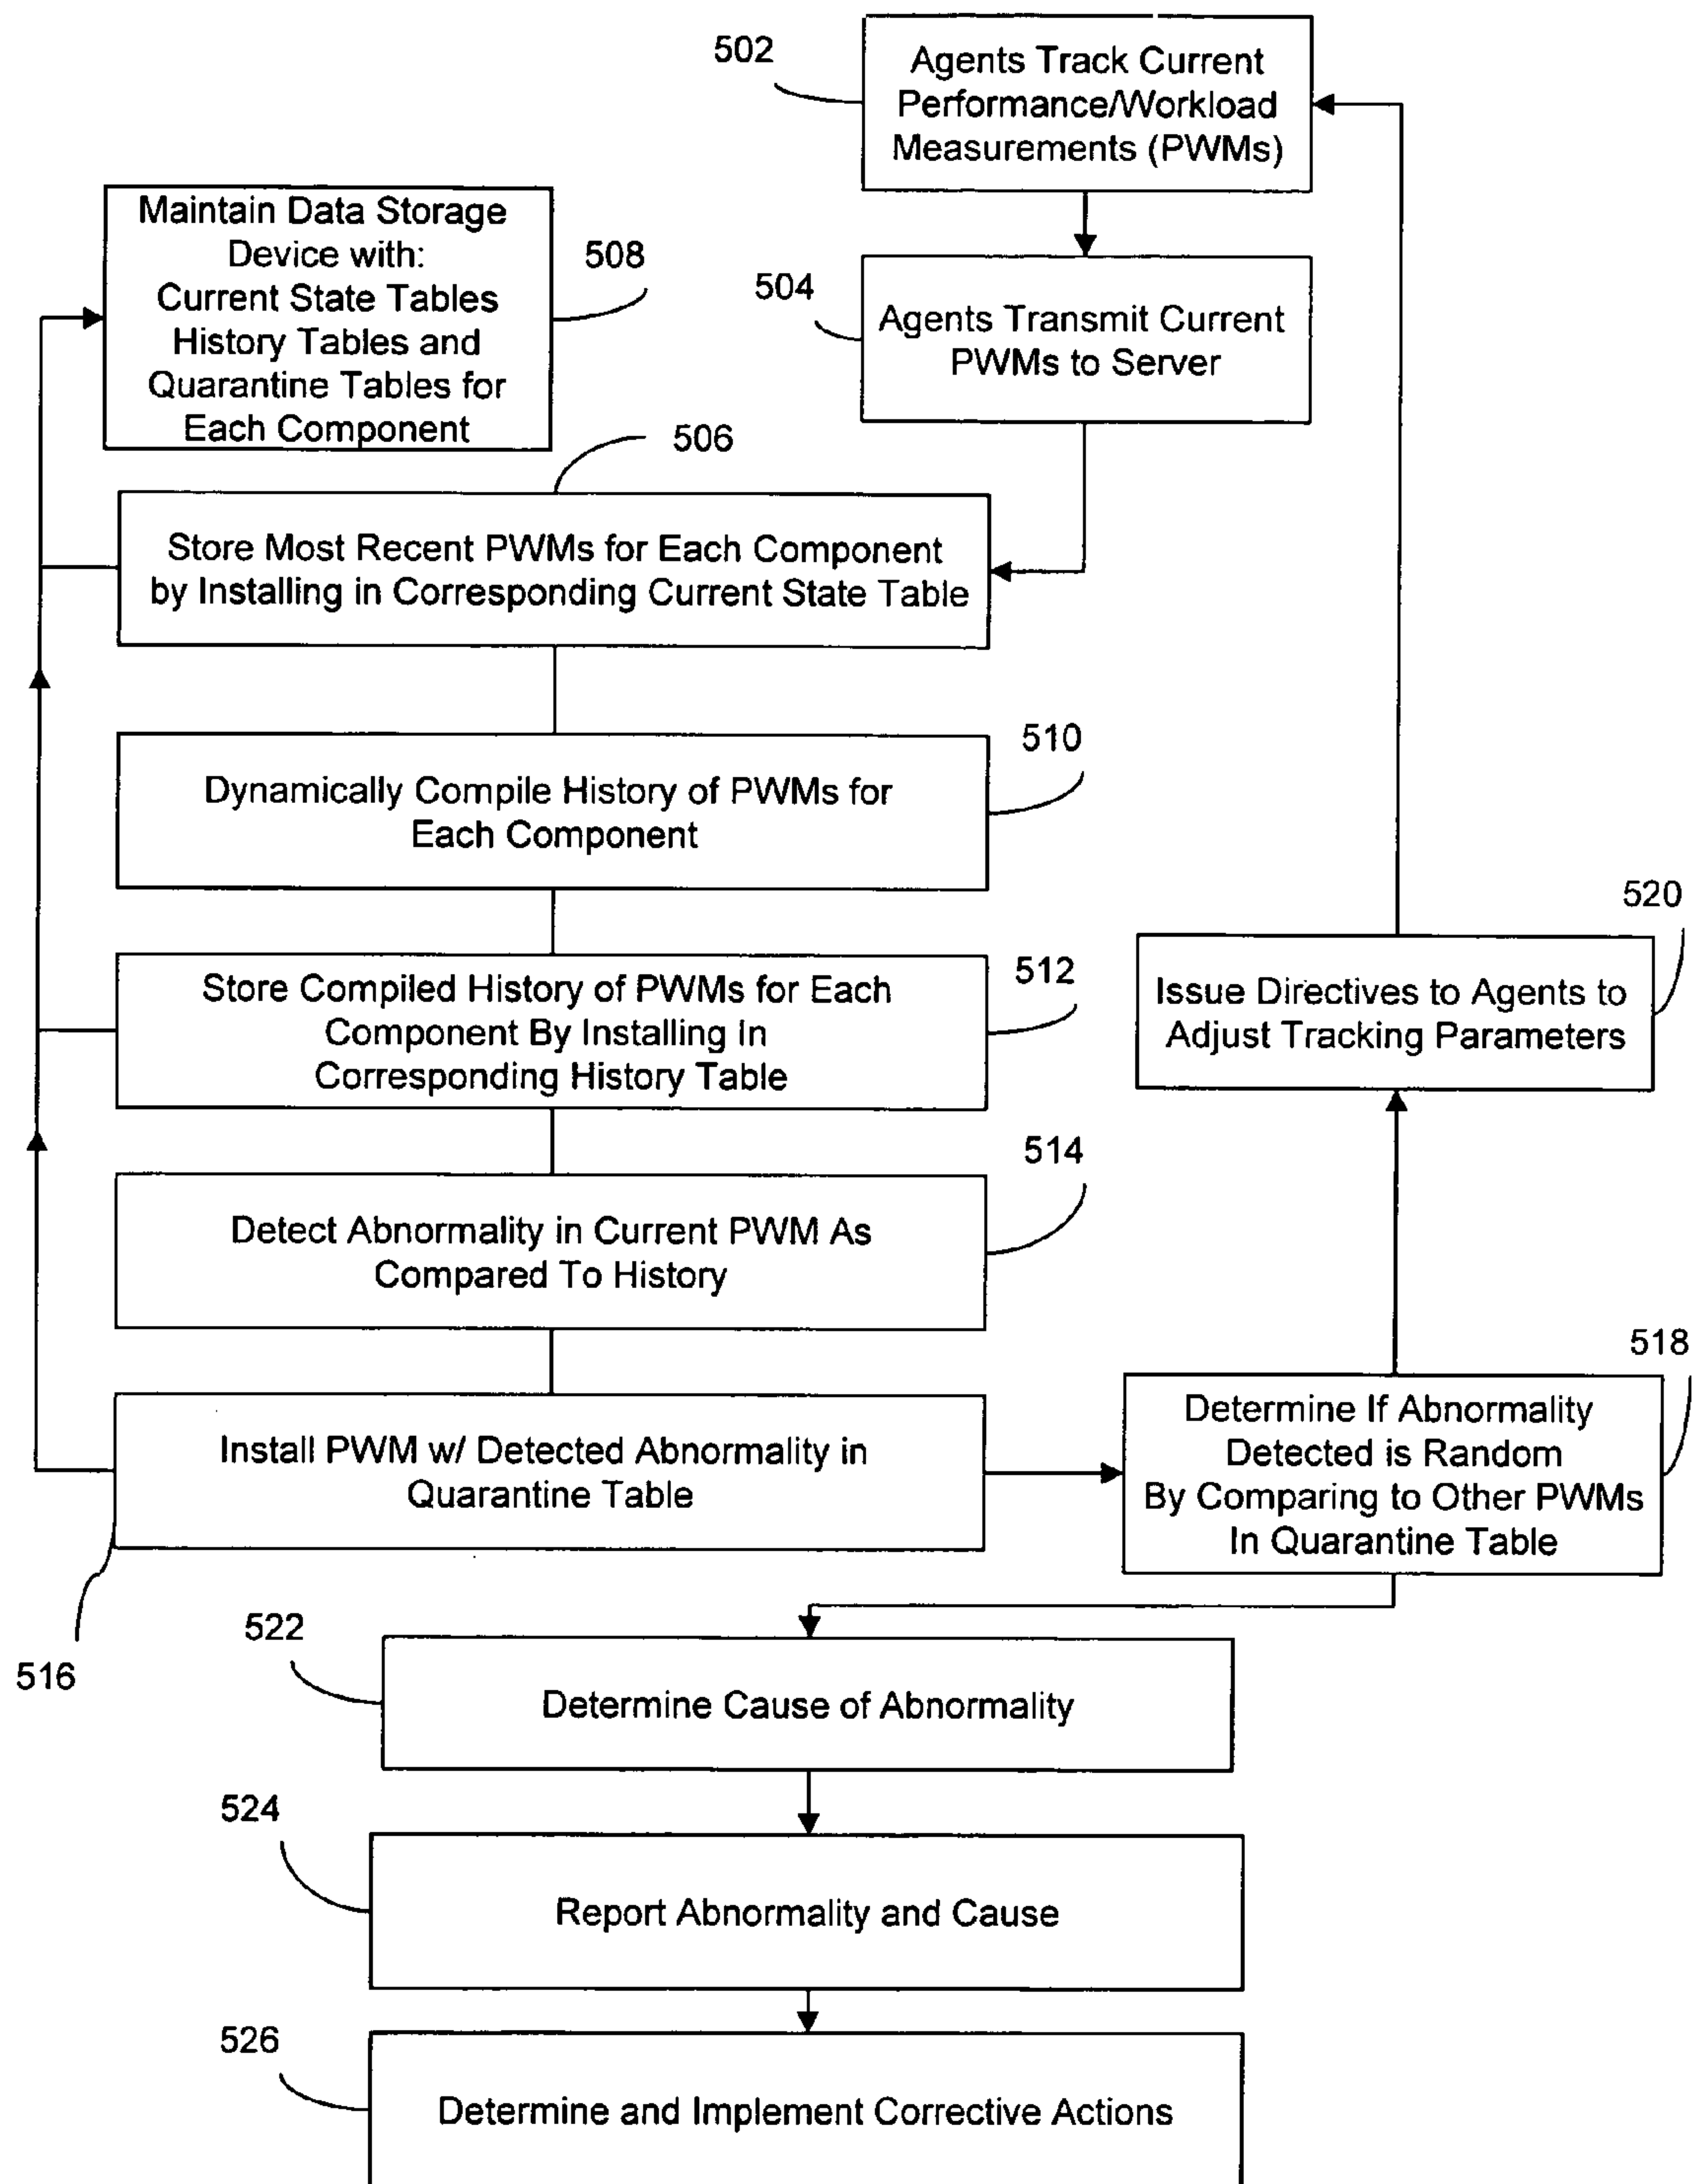 502
Agents Track Current
Performance/Workload
Measurements (PWMs)
Maintain Data Storage
Device with:
Current State Tables
History Tables and
Quarantine Tables for
Each Component
508
504
Agents Transmit Current
PWMs to Server
506
Store Most Recent PWMs for Each Component
by Installing in Corresponding Current State Table
510
Dynamically Compile History of PWMs for
Each Component
520
512
Store Compiled History of PWMs for Each
Component By Installing In
Corresponding History Table
Issue Directives to Agents to
Adjust Tracking Parameters
514
Detect Abnormality in Current PWM As
Compared To History
518
Install PWM w/ Detected Abnormality in
Quarantine Table
Determine If Abnormality
Detected is Random
By Comparing to Other PWMs
In Quarantine Table
516
522
Determine Cause of Abnormality
524
Report Abnormality and Cause
526
Determine and Implement Corrective Actions